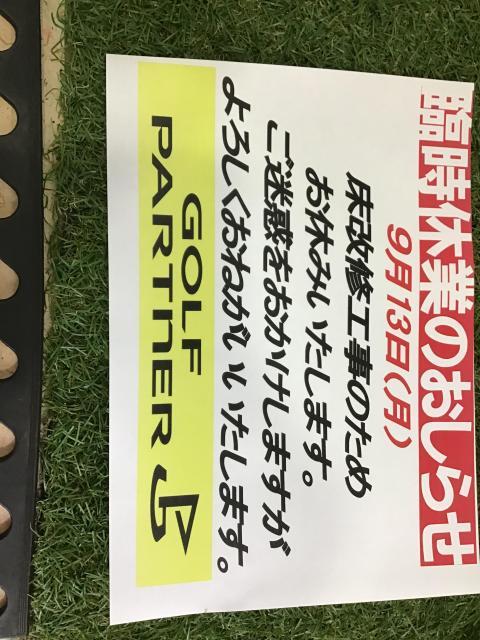 臨時休業のおしらせ
9月13日(月)
床改修工事のため
お休みいたします。
ご迷惑をおかけしますが
よろしくおねがいいたします。
GOLF
PARTNER